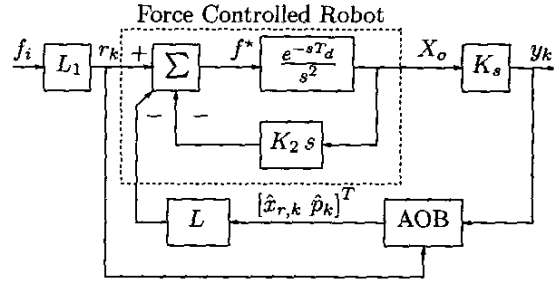 Force Controlled Robot
f_i L_1 r_k + Σ f* e^{-sT_d} / s^2 X_o K_s y_k
− −
K_2 s
[x̂_{r,k} p̂_k]^T
L AOB